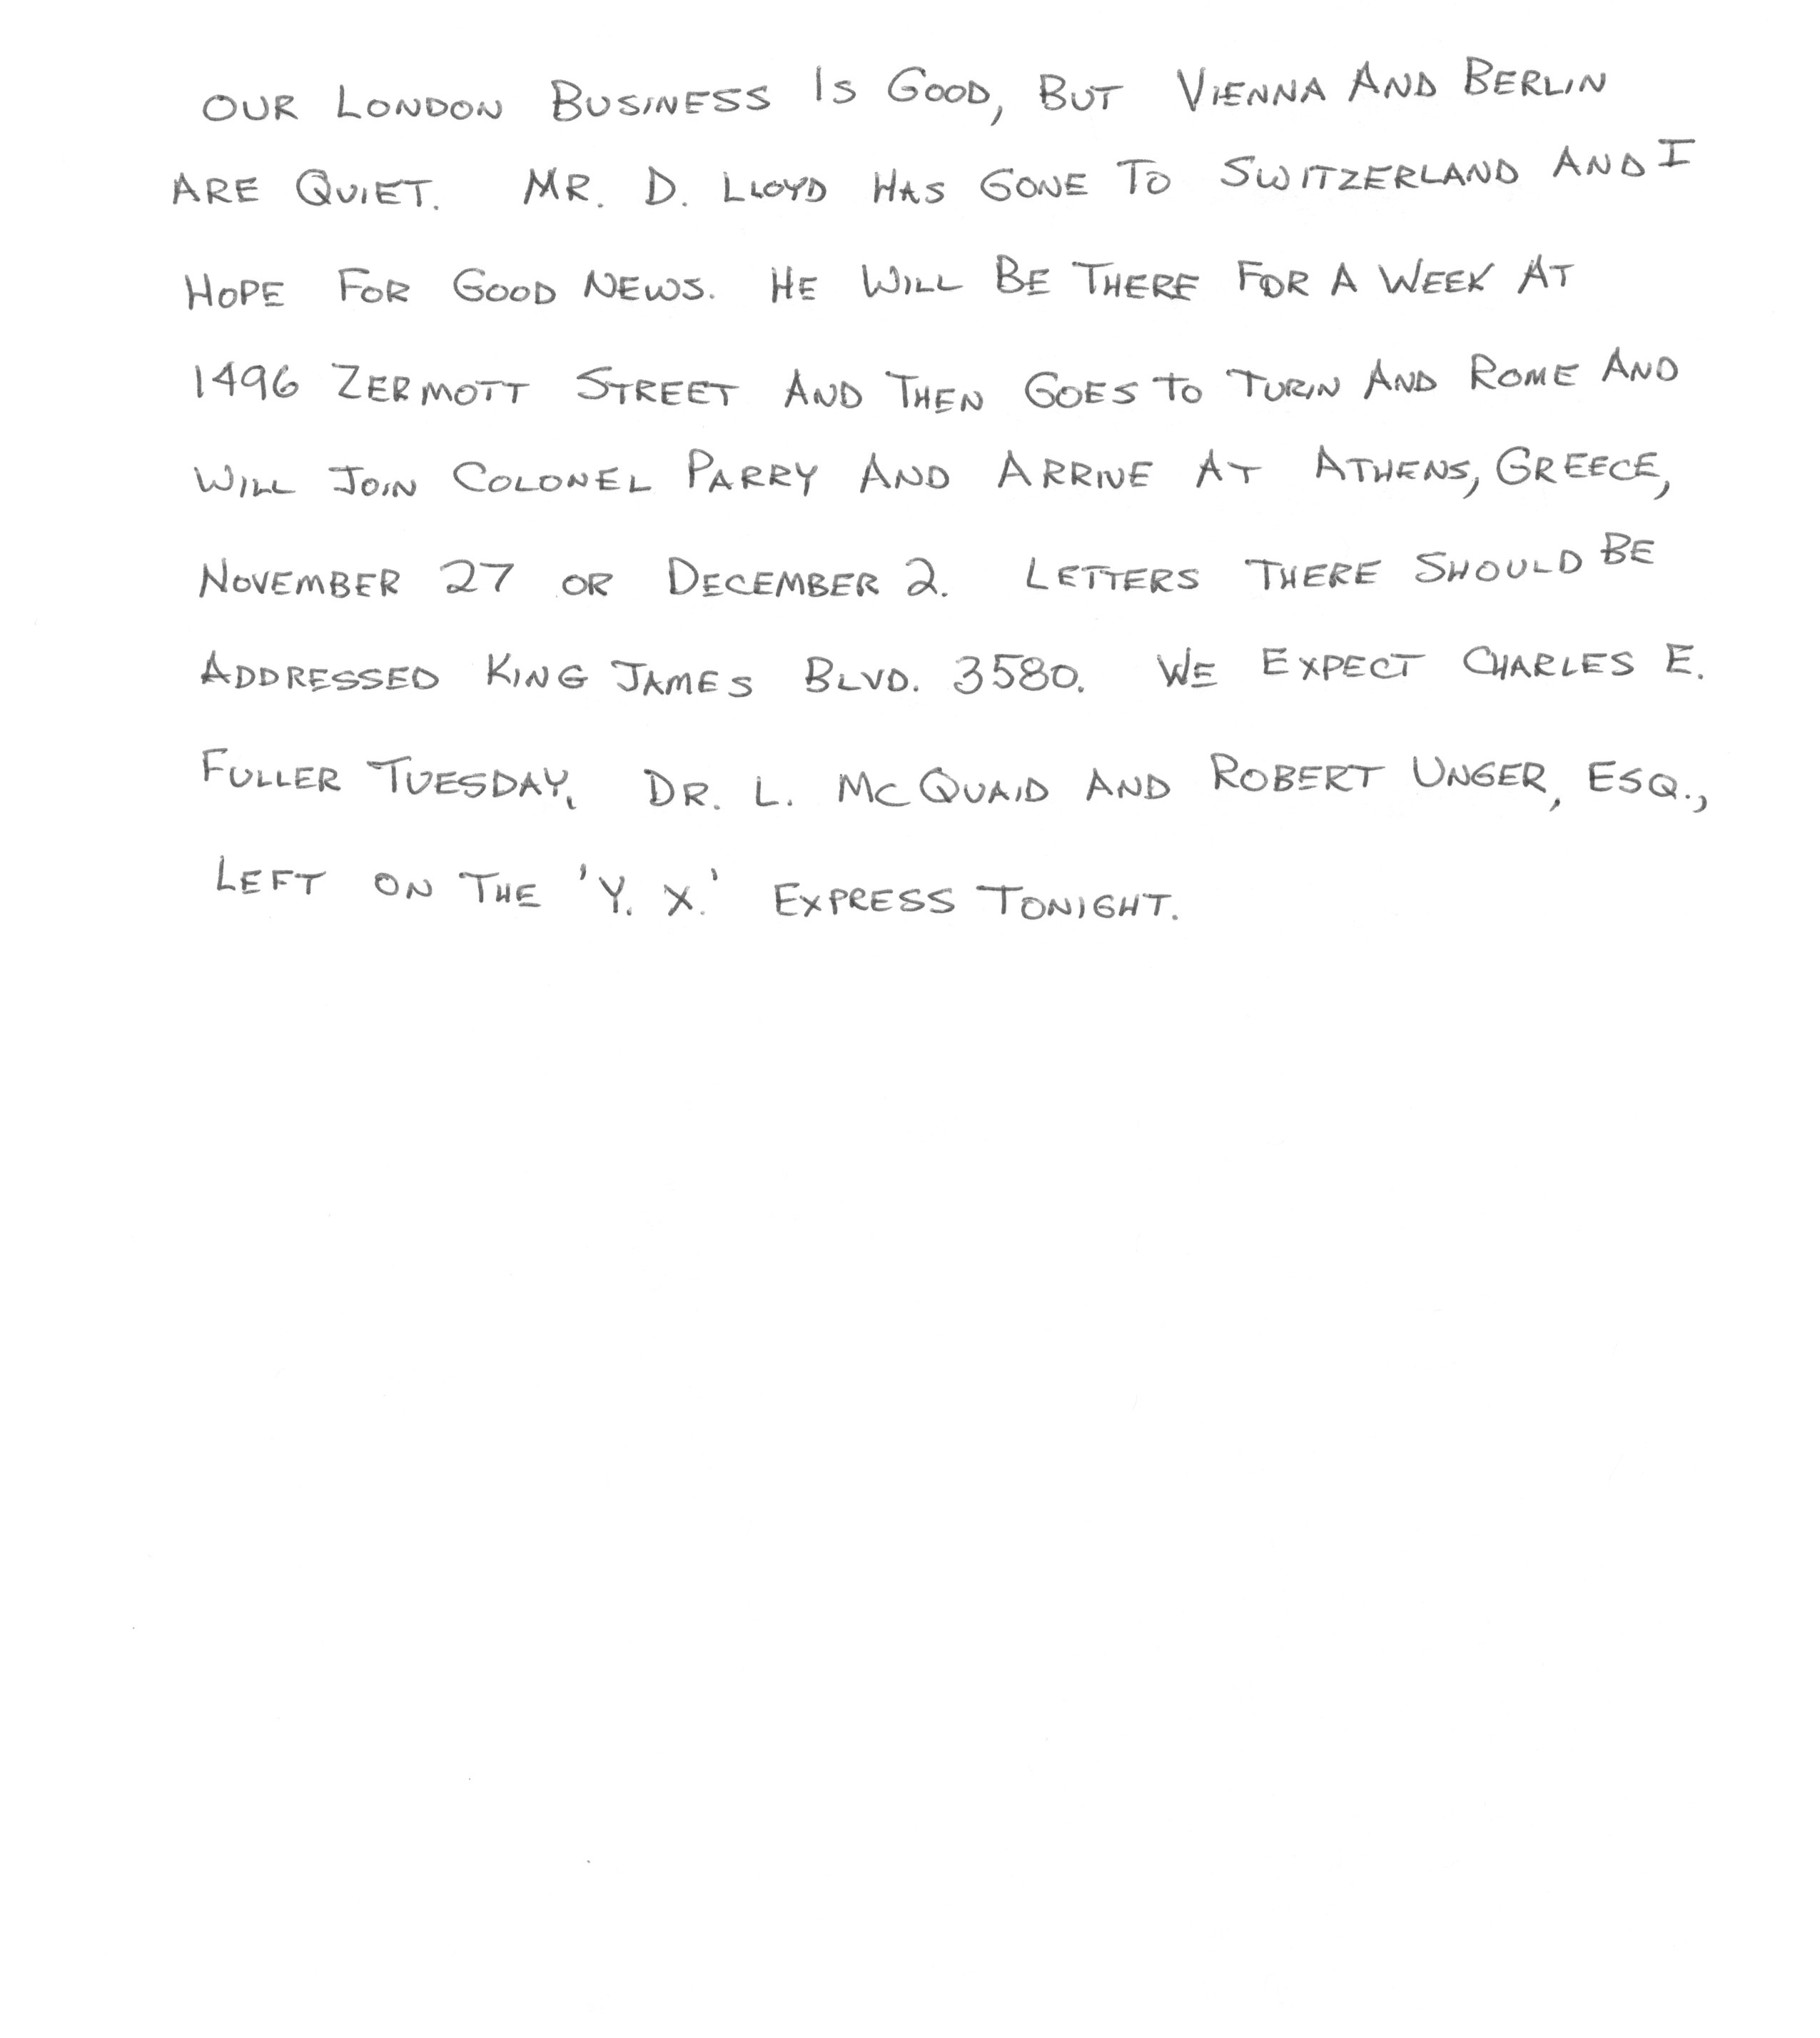 OUR LONDON BUSINESS IS GOOD, BUT VIENNA AND BERLIN
ARE QUIET. MR. D. LLOYD HAS GONE TO SWITZERLAND AND I
HOPE FOR GOOD NEWS. HE WILL BE THERE FOR A WEEK AT
1496 ZERMOTT STREET AND THEN GOES TO TURIN AND ROME AND
WILL JOIN COLONEL PARRY AND ARRIVE AT ATHENS, GREECE,
NOVEMBER 27 OR DECEMBER 2. LETTERS THERE SHOULD BE
ADDRESSED KING JAMES BLVD. 3580. WE EXPECT CHARLES E.
FULLER TUESDAY. DR. L. MCQUAID AND ROBERT UNGER, ESQ.,
LEFT ON THE 'Y. X.' EXPRESS TONIGHT.